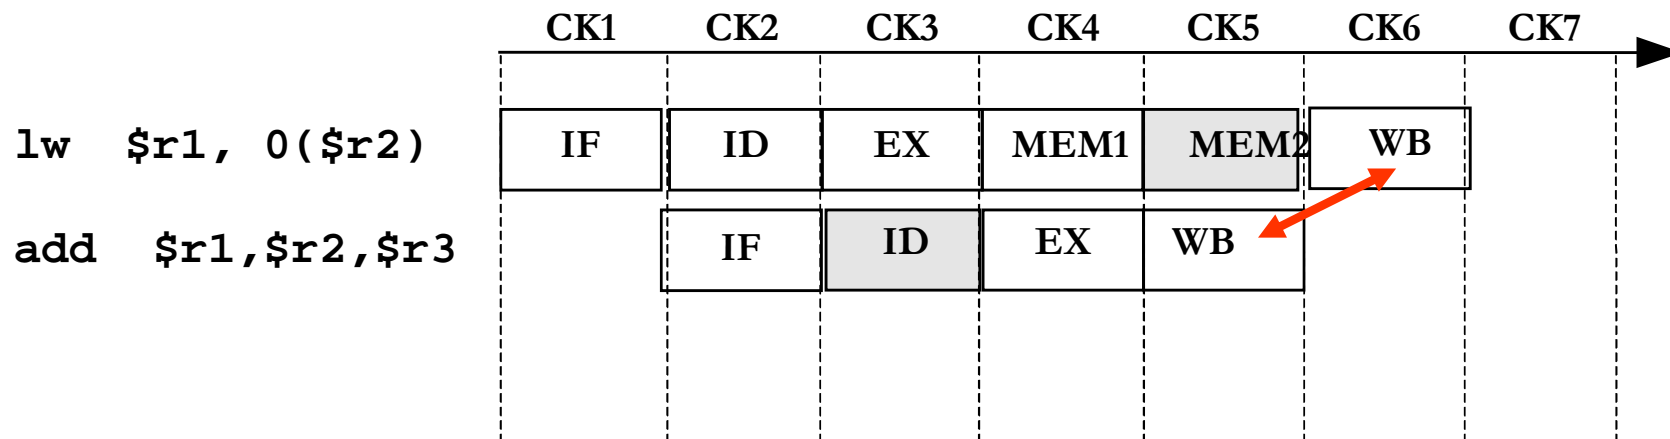 CK1 CK2 CK3 CK4 CK5 CK6 CK7
lw $r1, 0($r2) IF ID EX MEM1 MEM2 WB
add $r1,$r2,$r3 IF ID EX WB